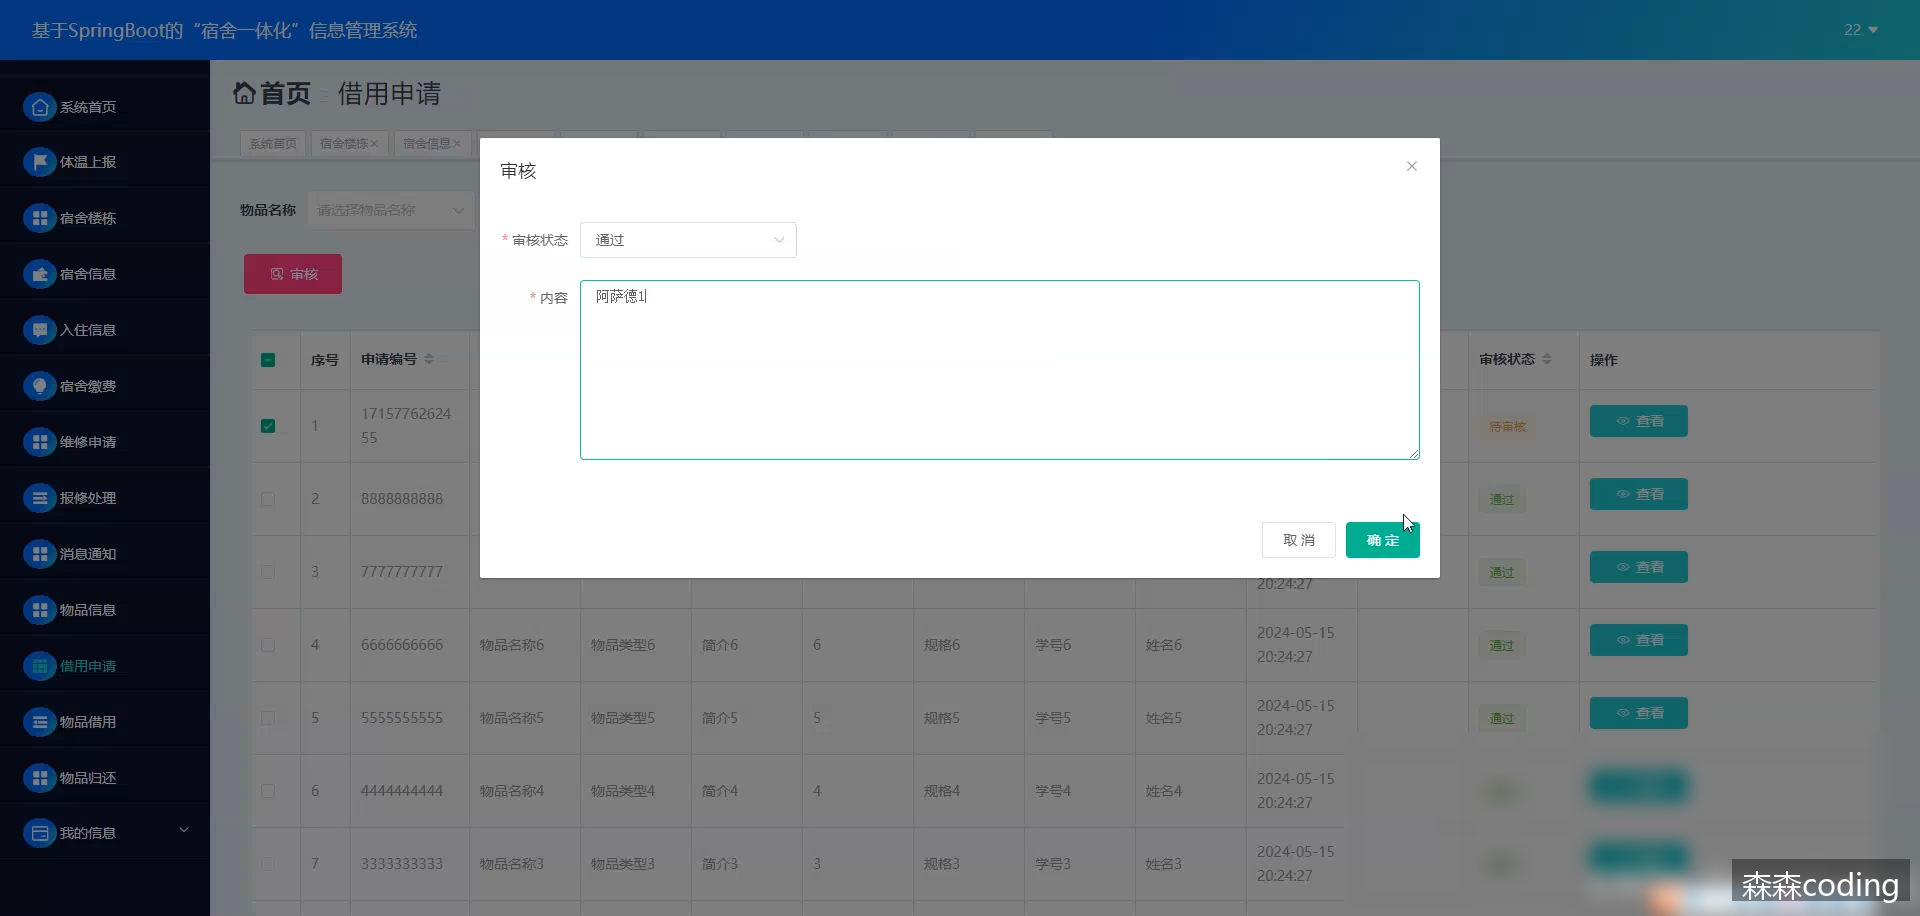 基于SpringBoot的“宿舍一体化”信息管理系统
22
系统首页
体温上报
宿舍楼栋
宿舍信息
入住信息
宿舍缴费
维修申请
报修处理
消息通知
物品信息
借用申请
物品借用
物品归还
我的信息
首页 借用申请
系统首页 宿舍楼栋× 宿舍信息×
物品名称 请选择物品名称
审核
审核
* 审核状态 通过
* 内容 阿萨德1
取消 确定
序号 申请编号 审核状态 操作
1 17157762624 待审核 查看
55
2 8888888888 通过 查看
3 7777777777 20:24:27 通过 查看
4 6666666666 物品名称6 物品类型6 简介6 6 规格6 学号6 姓名6 2024-05-15 通过 查看
20:24:27
5 5555555555 物品名称5 物品类型5 简介5 5 规格5 学号5 姓名5 2024-05-15 通过 查看
20:24:27
6 4444444444 物品名称4 物品类型4 简介4 4 规格4 学号4 姓名4 2024-05-15
20:24:27
7 3333333333 物品名称3 物品类型3 简介3 3 规格3 学号3 姓名3 2024-05-15
20:24:27
森森coding